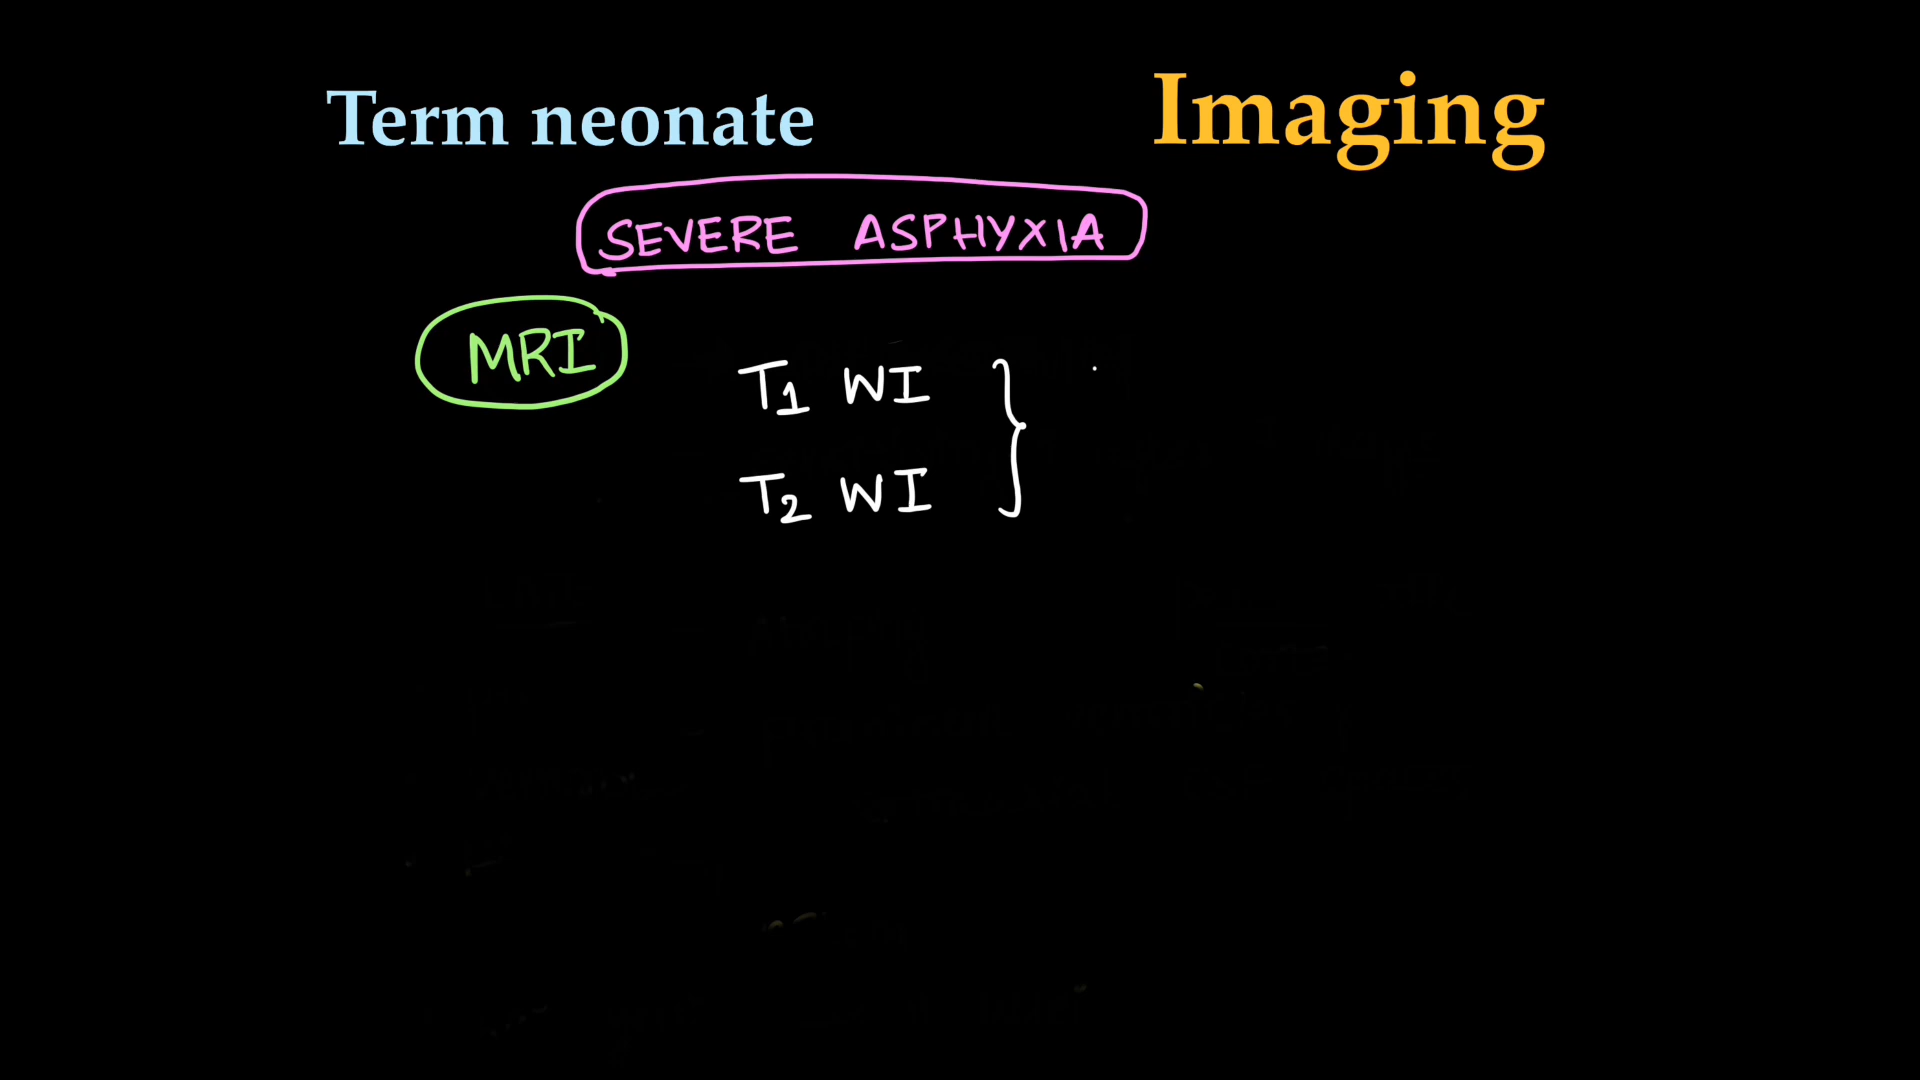 Term neonate
Imaging
SEVERE ASPHYXIA
MRI
T1 WI
T2 WI